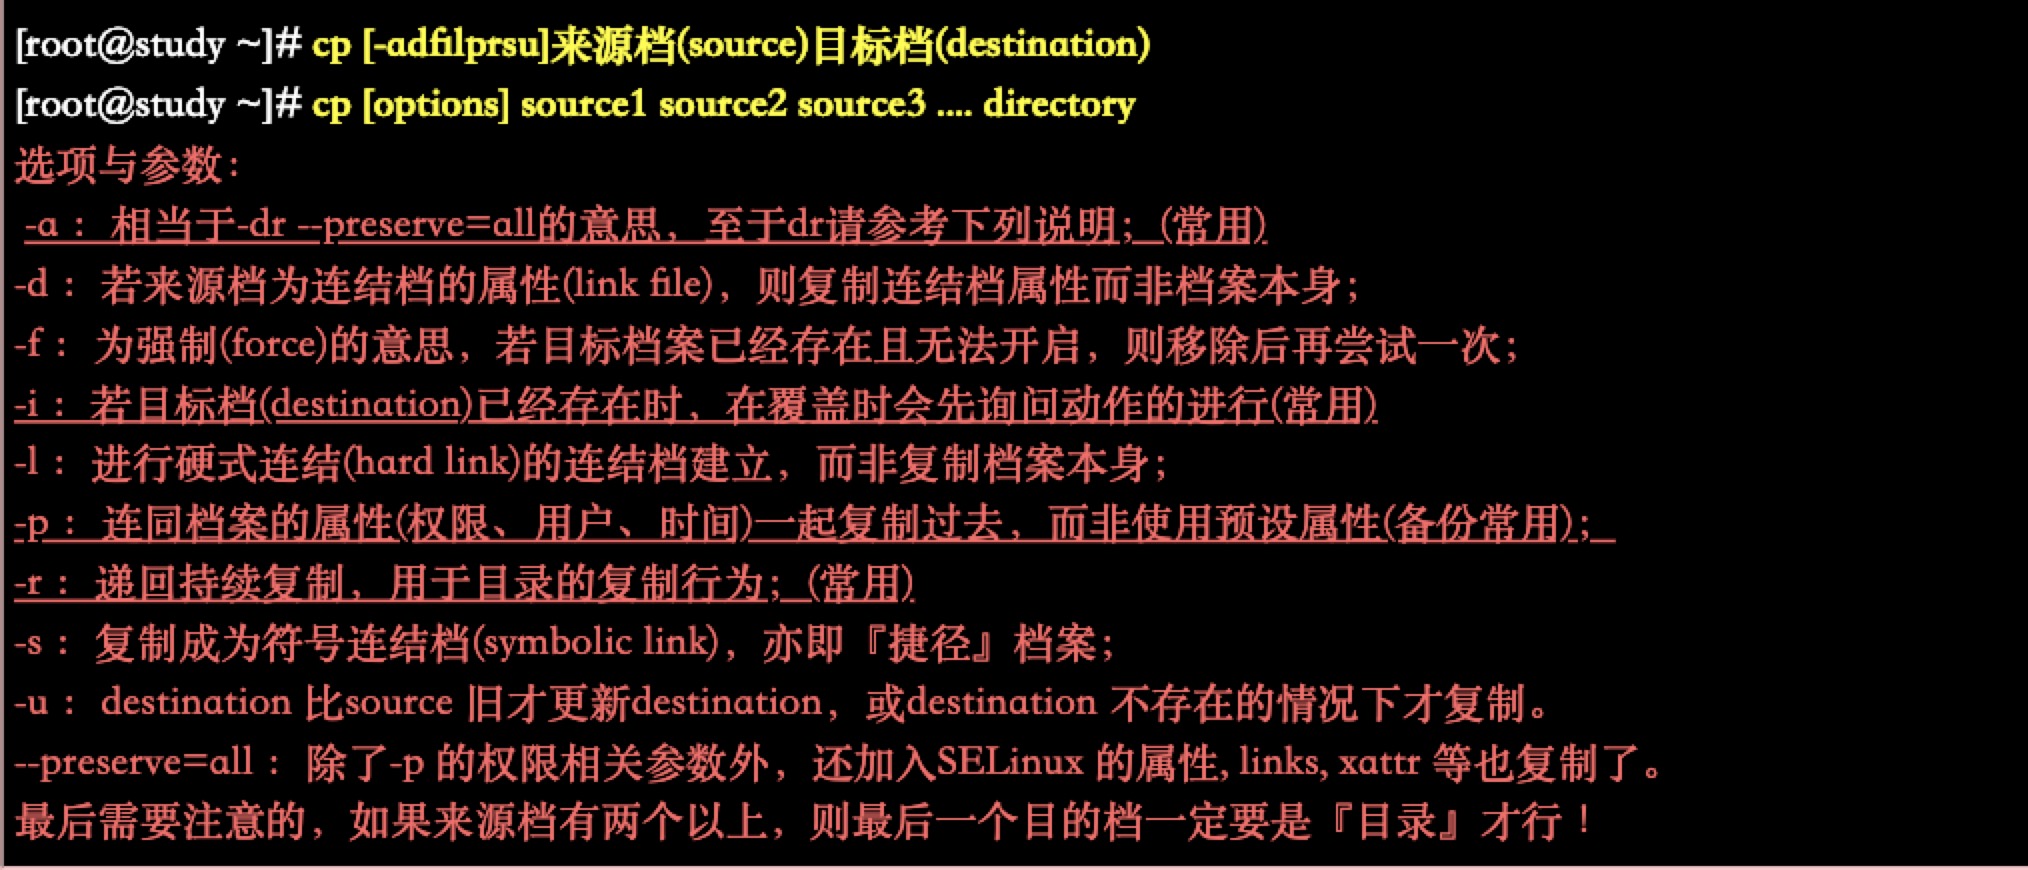 [root@study ~]# cp [-adfilprsu]来源档(source)目标档(destination)
[root@study ~]# cp [options] source1 source2 source3 .... directory
选项与参数：
-a ：相当于-dr --preserve=all的意思，至于dr请参考下列说明；(常用)
-d ：若来源档为连结档的属性(link file)，则复制连结档属性而非档案本身；
-f ：为强制(force)的意思，若目标档案已经存在且无法开启，则移除后再尝试一次；
-i ：若目标档(destination)已经存在时，在覆盖时会先询问动作的进行(常用)
-l ：进行硬式连结(hard link)的连结档建立，而非复制档案本身；
-p ：连同档案的属性(权限、用户、时间)一起复制过去，而非使用预设属性(备份常用)；
-r ：递回持续复制，用于目录的复制行为；(常用)
-s ：复制成为符号连结档(symbolic link)，亦即『捷径』档案；
-u ：destination 比source 旧才更新destination，或destination 不存在的情况下才复制。
--preserve=all ：除了-p 的权限相关参数外，还加入SELinux 的属性, links, xattr 等也复制了。
最后需要注意的，如果来源档有两个以上，则最后一个目的档一定要是『目录』才行！